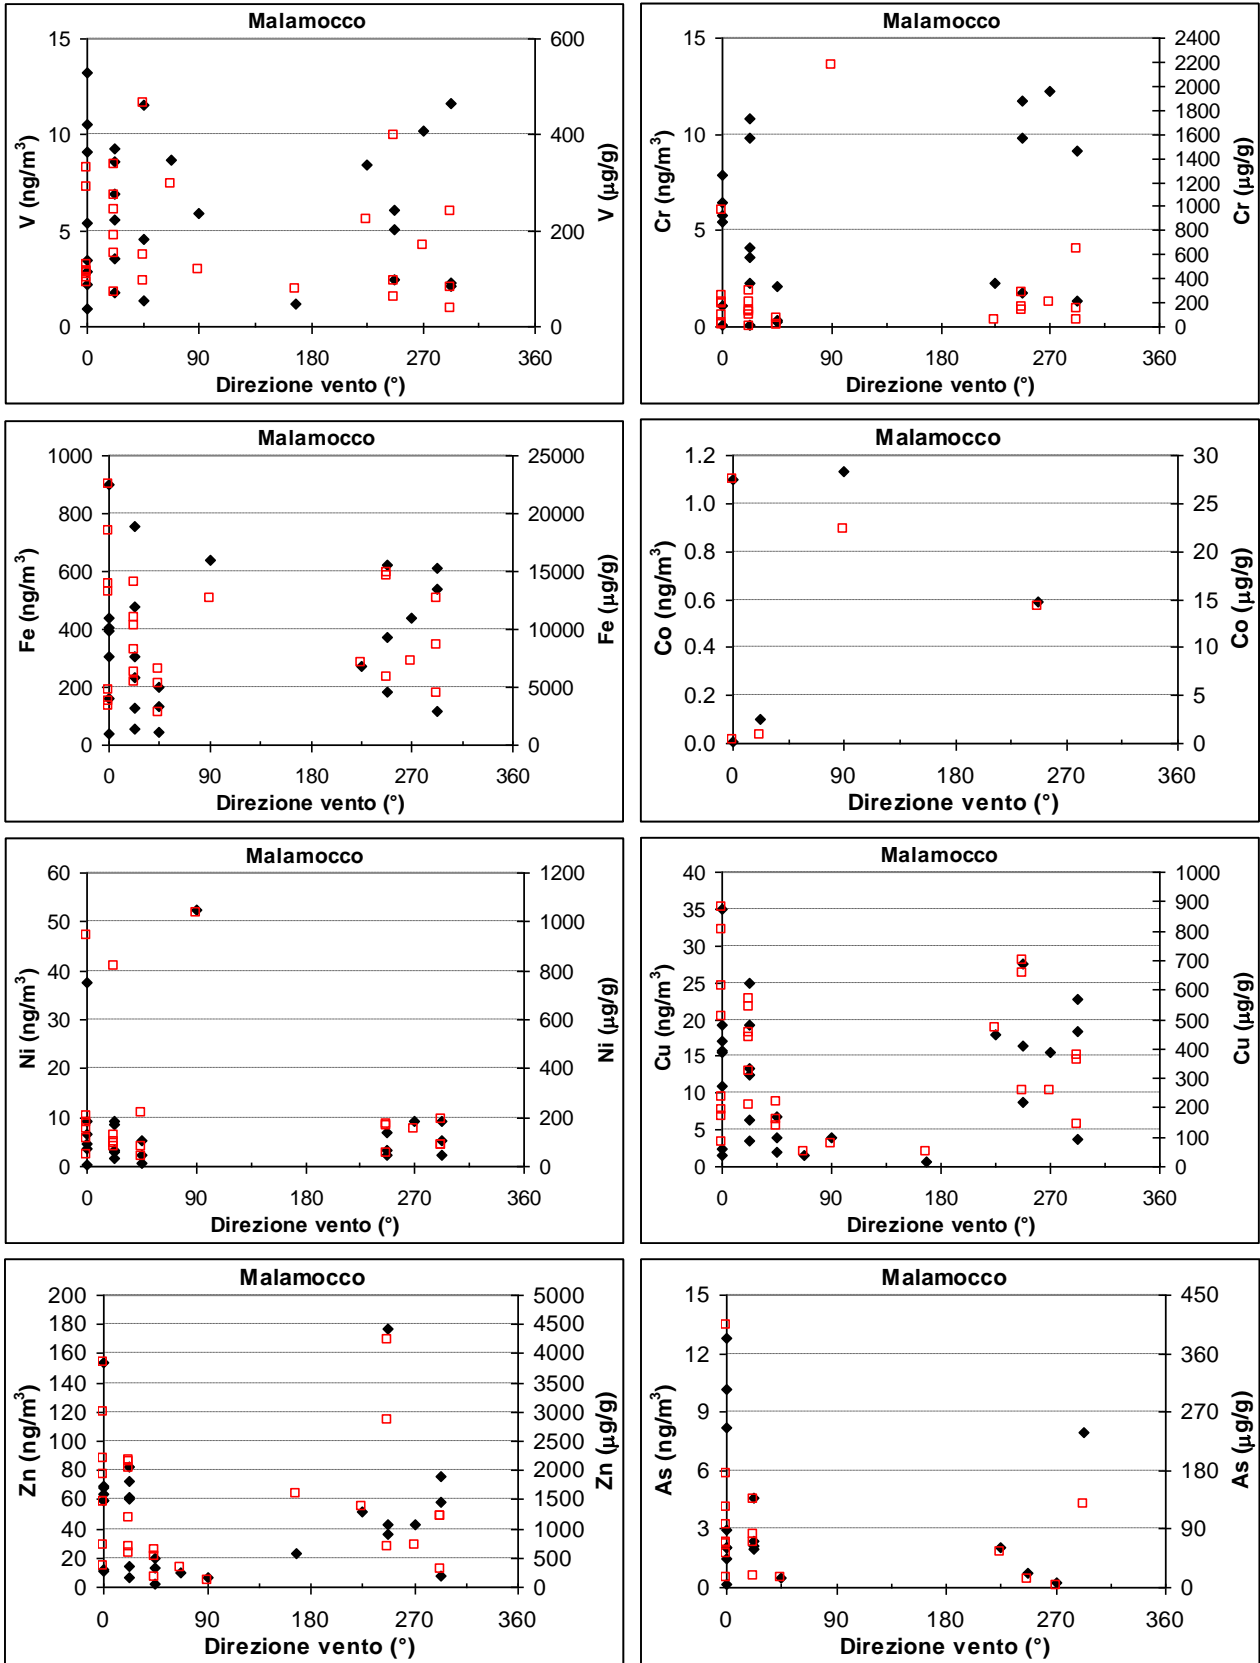 Malamocco
15
10
5
0
600
400
200
0
V (ng/m³)
V (µg/g)
0 90 180 270 360
Direzione vento (°)
Malamocco
15
10
5
0
2400
2200
2000
1800
1600
1400
1200
1000
800
600
400
200
0
Cr (ng/m³)
Cr (µg/g)
0 90 180 270 360
Direzione vento (°)
Malamocco
1000
800
600
400
200
0
25000
20000
15000
10000
5000
0
Fe (ng/m³)
Fe (µg/g)
0 90 180 270 360
Direzione vento (°)
Malamocco
1.2
1.0
0.8
0.6
0.4
0.2
0.0
30
25
20
15
10
5
0
Co (ng/m³)
Co (µg/g)
0 90 180 270 360
Direzione vento (°)
Malamocco
60
50
40
30
20
10
0
1200
1000
800
600
400
200
0
Ni (ng/m³)
Ni (µg/g)
0 90 180 270 360
Direzione vento (°)
Malamocco
40
35
30
25
20
15
10
5
0
1000
900
800
700
600
500
400
300
200
100
0
Cu (ng/m³)
Cu (µg/g)
0 90 180 270 360
Direzione vento (°)
Malamocco
200
180
160
140
120
100
80
60
40
20
0
5000
4500
4000
3500
3000
2500
2000
1500
1000
500
0
Zn (ng/m³)
Zn (µg/g)
0 90 180 270 360
Direzione vento (°)
Malamocco
15
12
9
6
3
0
450
360
270
180
90
0
As (ng/m³)
As (µg/g)
0 90 180 270 360
Direzione vento (°)